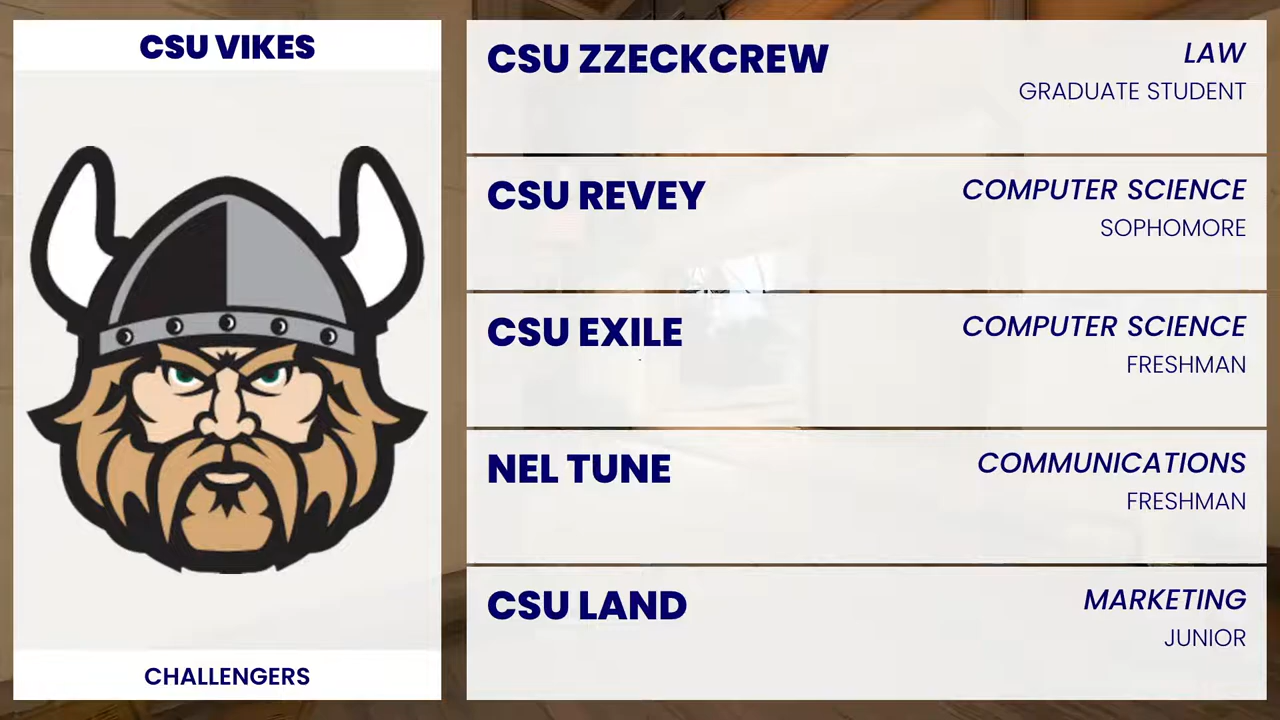 CSU VIKES
CHALLENGERS
CSU ZZECKCREW
LAW
GRADUATE STUDENT
CSU REVEY
COMPUTER SCIENCE
SOPHOMORE
CSU EXILE
COMPUTER SCIENCE
FRESHMAN
NEL TUNE
COMMUNICATIONS
FRESHMAN
CSU LAND
MARKETING
JUNIOR